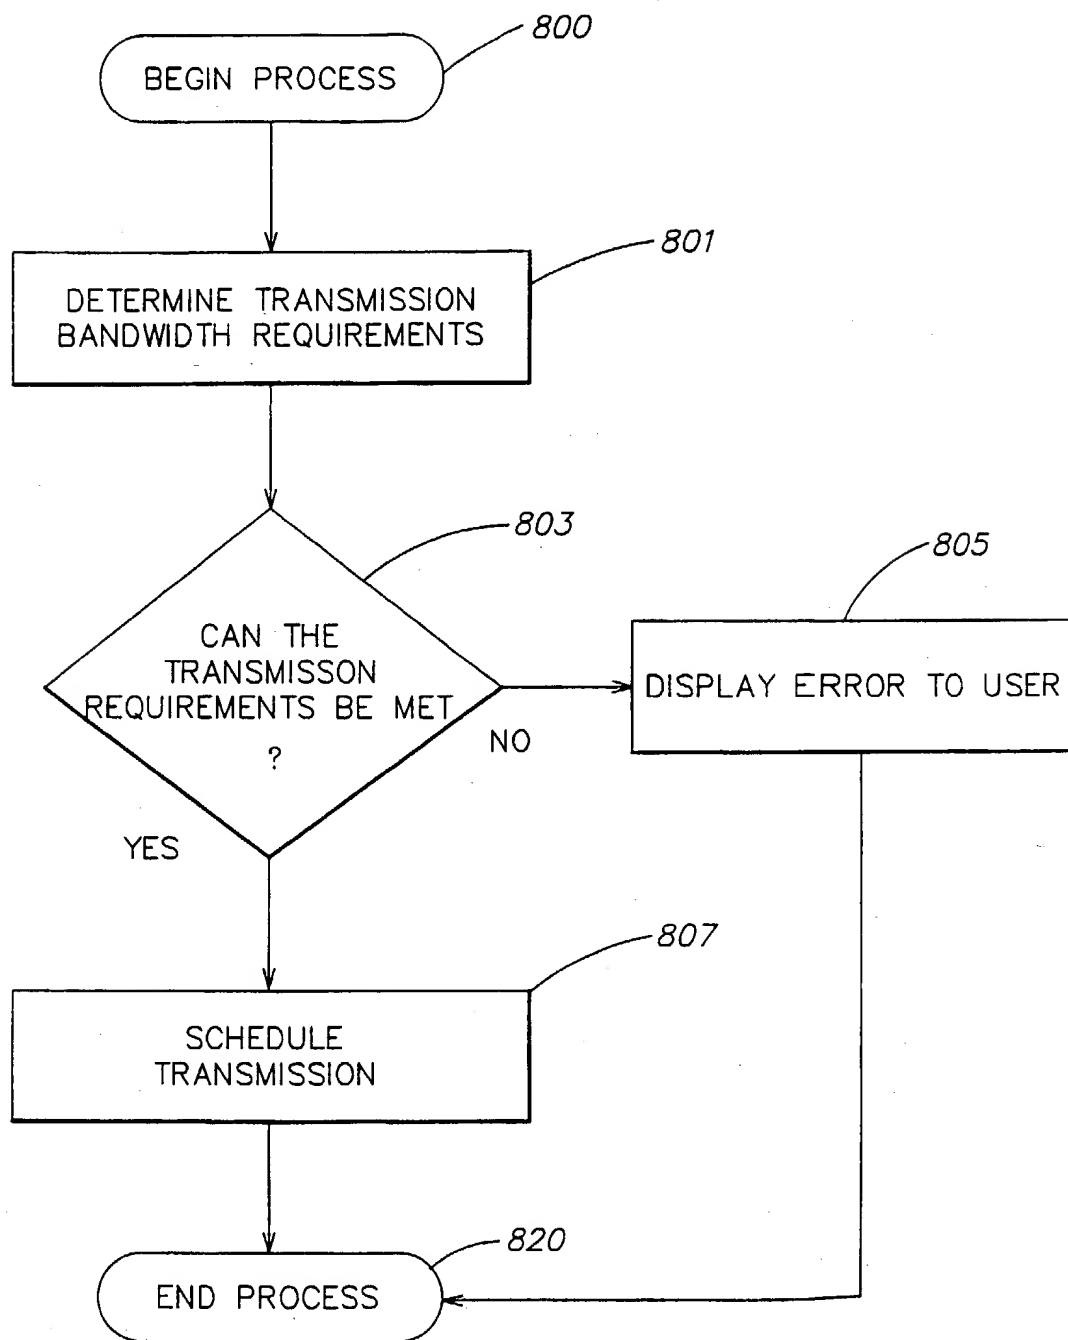 800
BEGIN PROCESS
801
DETERMINE TRANSMISSION
BANDWIDTH REQUIREMENTS
803
CAN THE
TRANSMISSON
REQUIREMENTS BE MET
?
NO
YES
805
DISPLAY ERROR TO USER
807
SCHEDULE
TRANSMISSION
820
END PROCESS